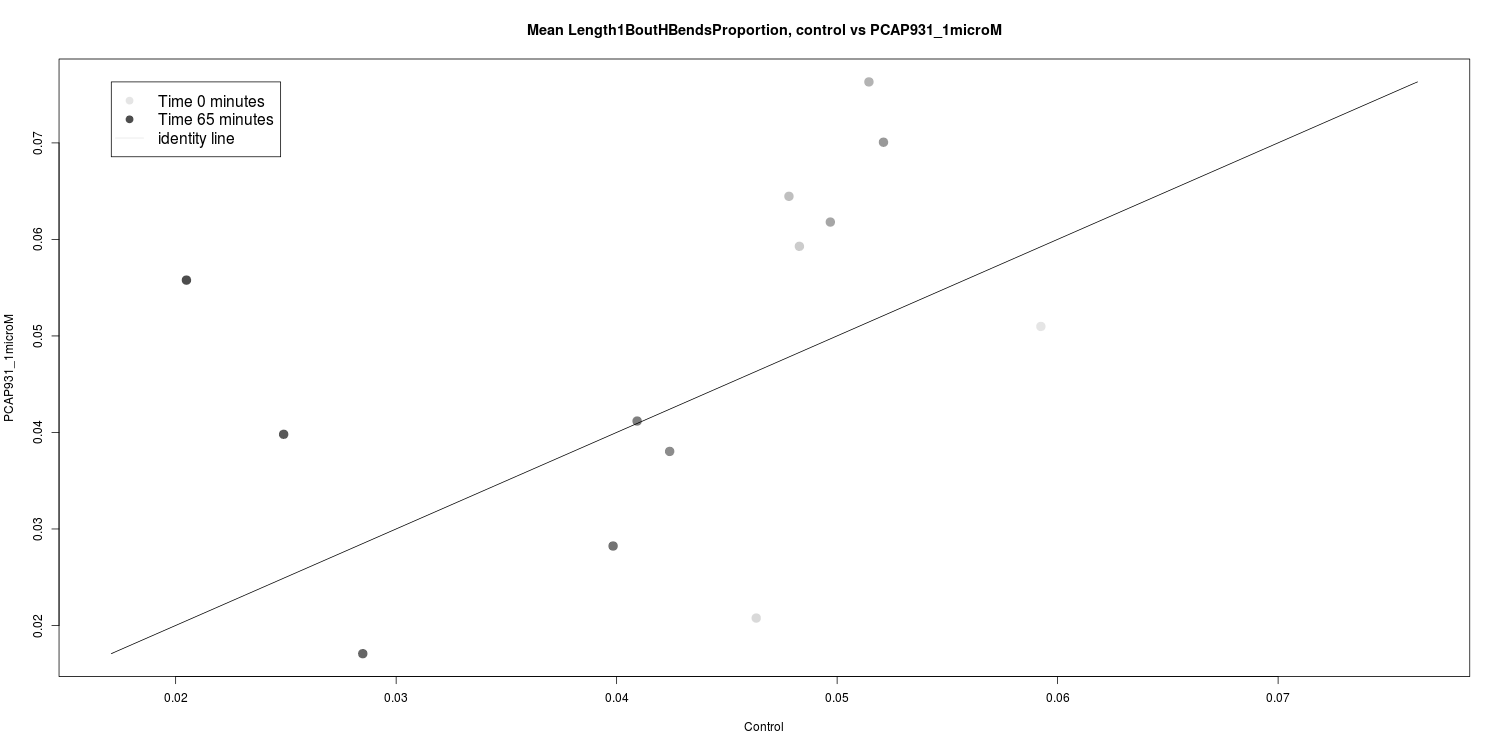 Mean Length1BoutHBendsProportion, control vs PCAP931_1microM
Time 0 minutes
Time 65 minutes
identity line
PCAP931_1microM
0.07
0.06
0.05
0.04
0.03
0.02
0.02 0.03 0.04 0.05 0.06 0.07
Control